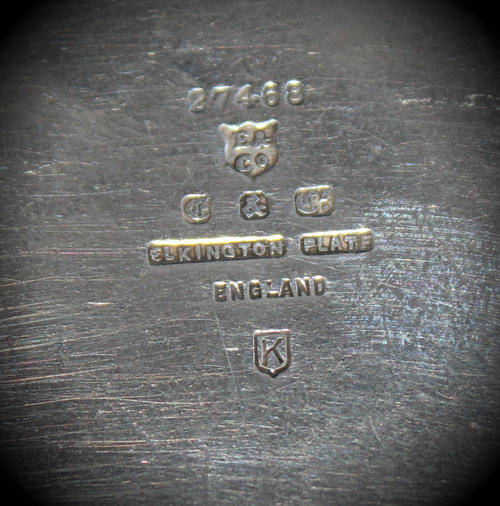 27468
E &
CO
&
ELKINGTON PLATE
ENGLAND
K